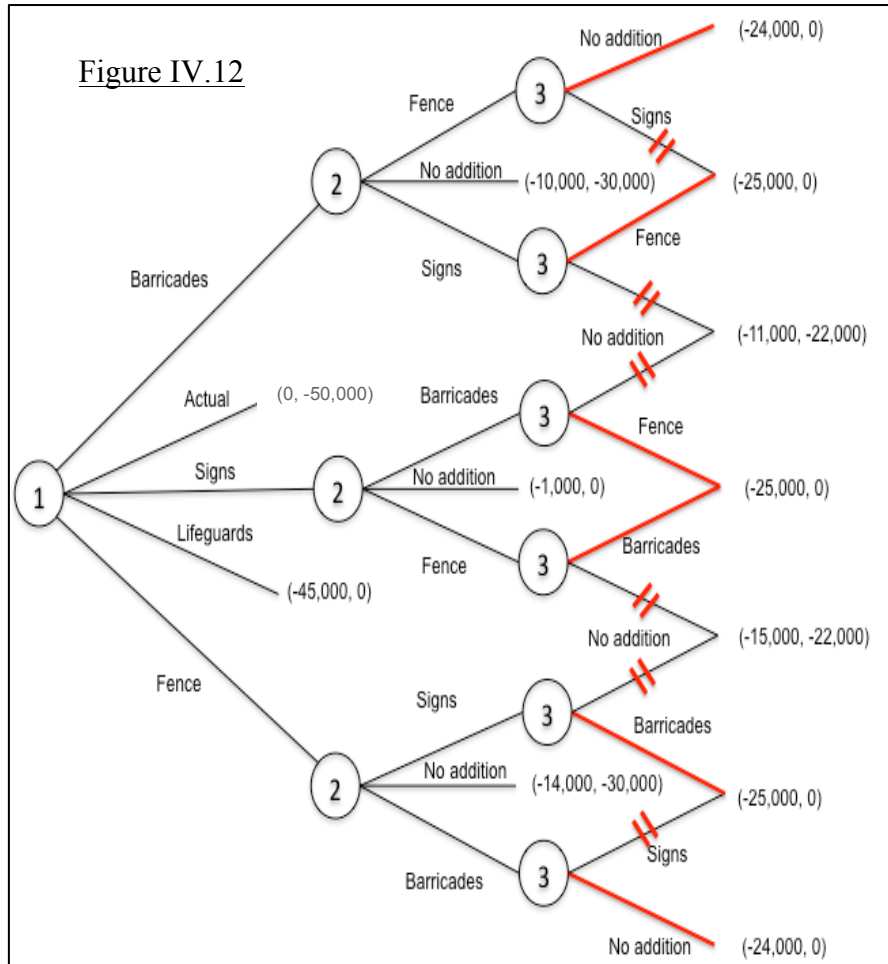 No addition
(-24,000, 0)
Figure IV.12
3
Fence
Signs
No addition
(-10,000, -30,000)
(-25,000, 0)
2
Fence
Signs
3
Barricades
No addition
(-11,000, -22,000)
Actual
(0, -50,000)
Barricades
3
Fence
Signs
No addition
(-1,000, 0)
(-25,000, 0)
1
2
Lifeguards
Barricades
Fence
3
(-45,000, 0)
No addition
(-15,000, -22,000)
Fence
Signs
3
Barricades
No addition
(-14,000, -30,000)
(-25,000, 0)
2
Signs
Barricades
3
No addition
(-24,000, 0)